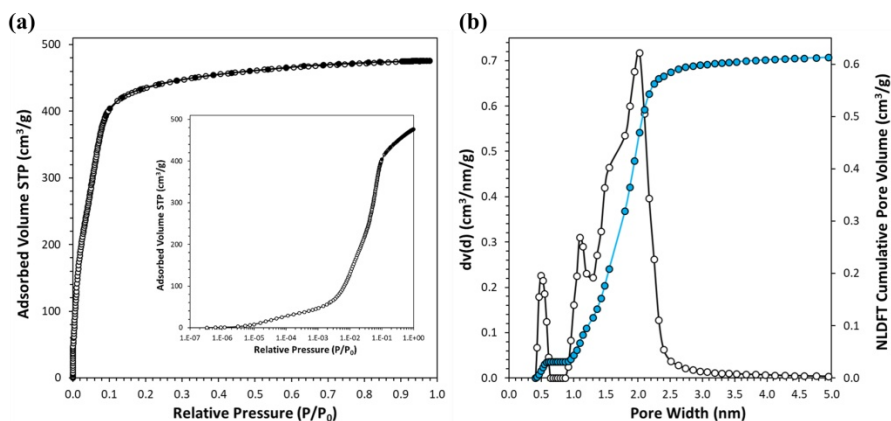 (a)
Adsorbed Volume STP (cm³/g)
500
400
300
200
100
0
0 0.1 0.2 0.3 0.4 0.5 0.6 0.7 0.8 0.9 1
Relative Pressure (P/P₀)
Adsorbed Volume STP (cm³/g)
500
400
300
200
100
0
1.E-07 1.E-06 1.E-05 1.E-04 1.E-03 1.E-02 1.E-01 1.E+00
Relative Pressure (P/P₀)
(b)
dv(d) (cm³/nm/g)
0.7
0.6
0.5
0.4
0.3
0.2
0.1
0.0
0.0 0.5 1.0 1.5 2.0 2.5 3.0 3.5 4.0 4.5 5.0
Pore Width (nm)
0.6
0.5
0.4
0.3
0.2
0.1
0.0
NLDFT Cumulative Pore Volume (cm³/g)